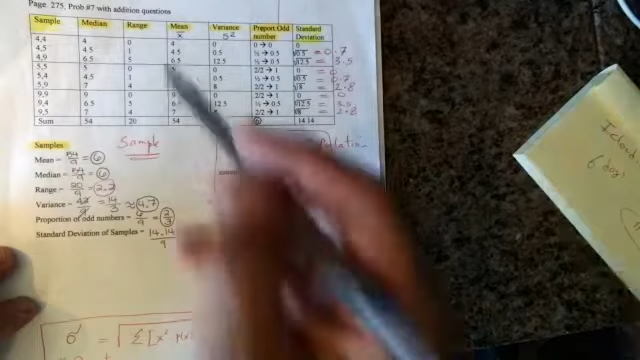 Page 275, Prob #7 with addition questions
Sample Median Range Mean Variance Preport Odd number Standard Deviation
x̄ S²
4,4 4 0 4 0 0 → 0 0
4,5 4.5 1 4.5 0.5 ½ → 0.5 √0.5 = 0.7
4,9 6.5 5 6.5 12.5 ½ → 0.5 √12.5 = 3.5
5,5 5 0 0 2/2 → 1 0 = 0
5,4 4.5 1 0.5 ½ → 0.5 √0.5 = 0.7
5,9 7 4 8 2/2 → 1 √8 = 2.8
9,9 9 0 0 2/2 → 1 0 = 0
9,4 6.5 5 12.5 ½ → 0.5 √12.5 =
9,5 7 4 2/2 → 1 √8 = 2.8
Sum 54 20 54 6 14.14
Samples
Sample
Mean = 54/9 = 6
Median = 54/9 = 6
Range = 20/9 = 2.2
Variance = 42/9 = 14/3 ≈ 4.7
Proportion of odd numbers = 6/9 = 2/3
Standard Deviation of Samples = 14.14/9
σ = √Σ[x²
6 days